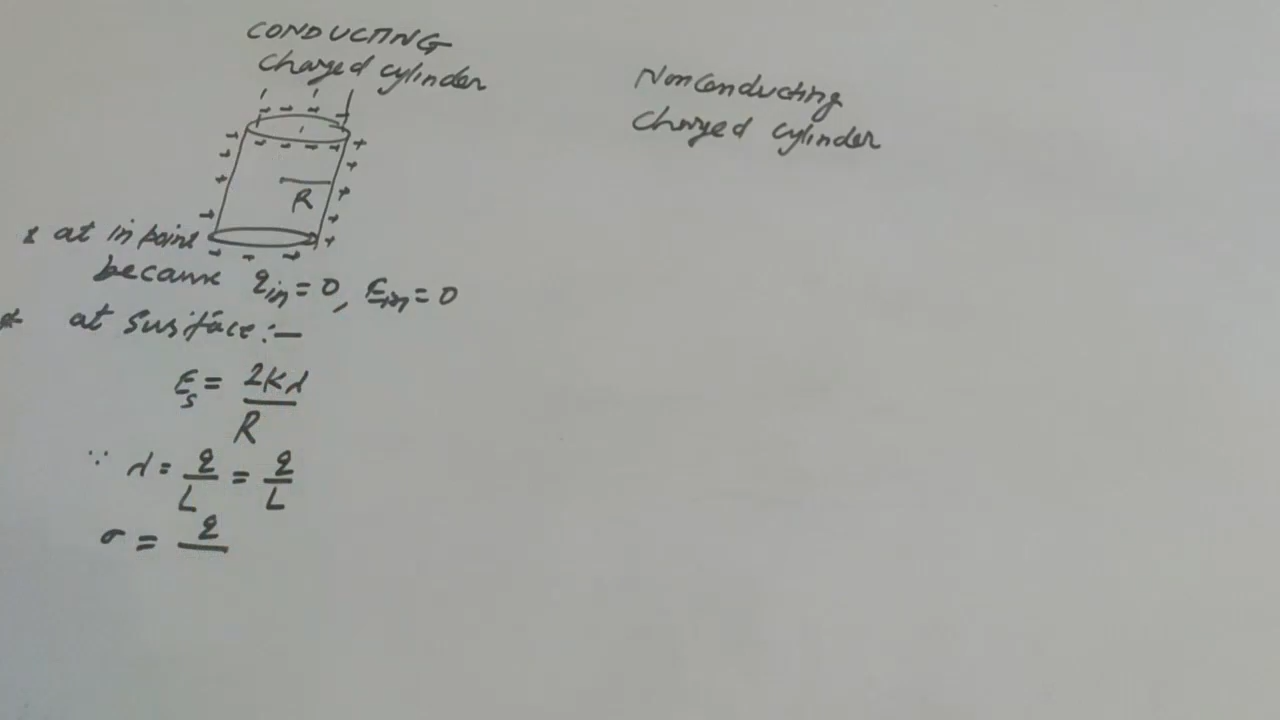 CONDUCTING
Charged cylinder
R
* at in point
because q_in = 0, E_in = 0
* at surface :—
E_s = 2Kλ / R
∵ λ = q / L = q / L
σ = q /
Nonconducting
Charged cylinder